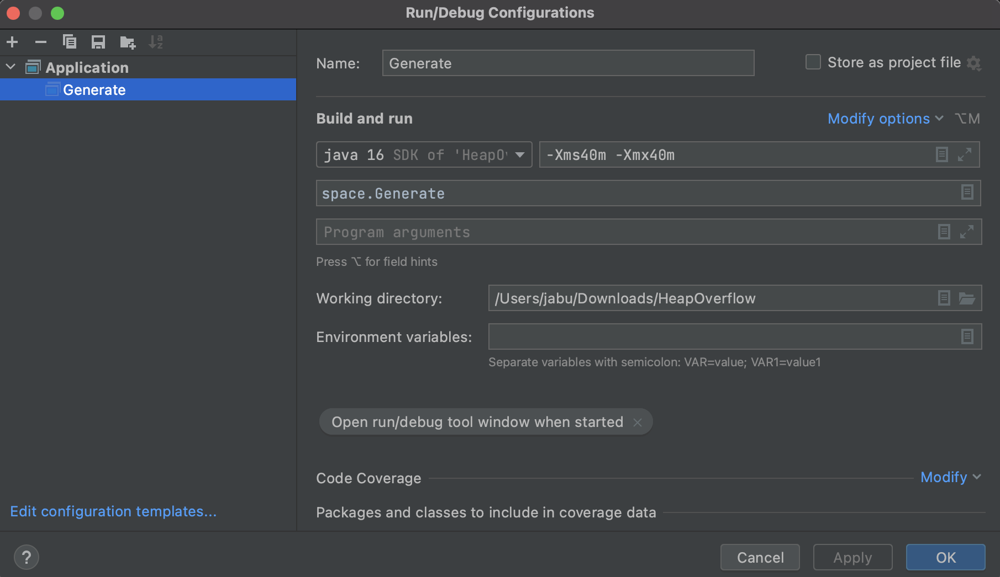 Run/Debug Configurations
Application
Generate
Name:
Generate
Store as project file
Build and run
Modify options ⌥M
java 16 SDK of 'HeapOv
-Xms40m -Xmx40m
space.Generate
Program arguments
Press ⌥ for field hints
Working directory:
/Users/jabu/Downloads/HeapOverflow
Environment variables:
Separate variables with semicolon: VAR=value; VAR1=value1
Open run/debug tool window when started
Code Coverage
Modify
Packages and classes to include in coverage data
Edit configuration templates...
?
Cancel
Apply
OK